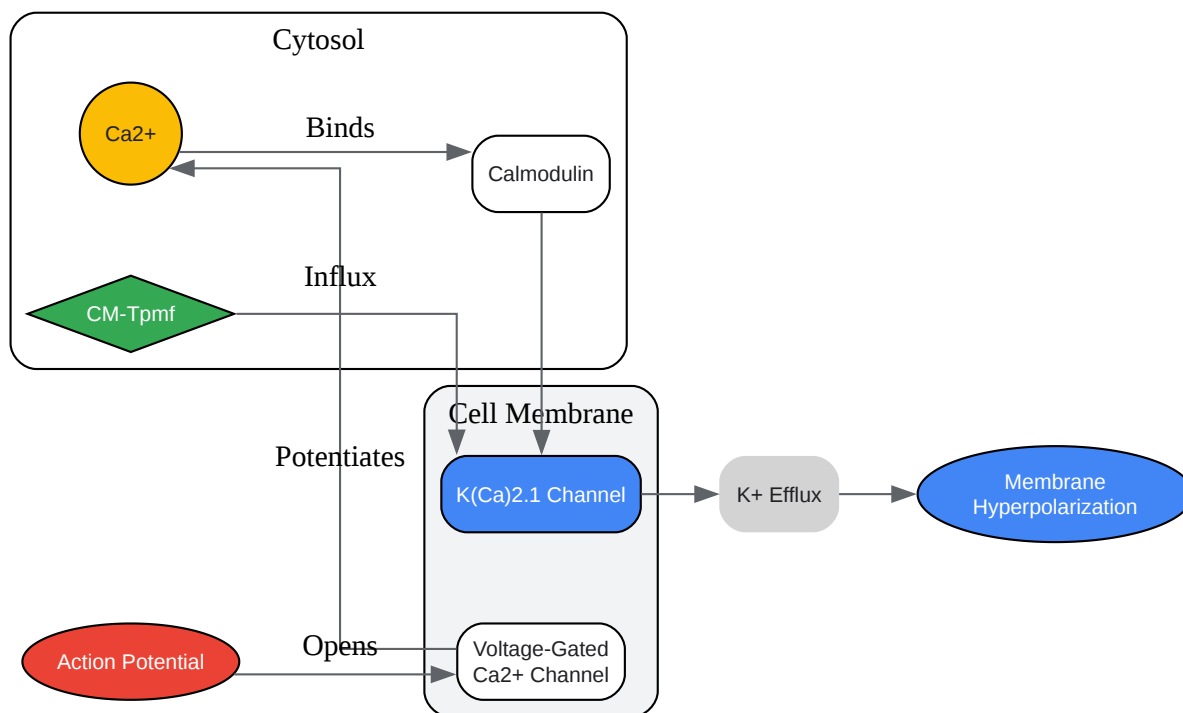 Cytosol
Ca2+
Binds
Calmodulin
Influx
CM-Tpmf
Cell Membrane
Potentiates
K(Ca)2.1 Channel
K+ Efflux
Membrane
Hyperpolarization
Action Potential
Opens
Voltage-Gated
Ca2+ Channel